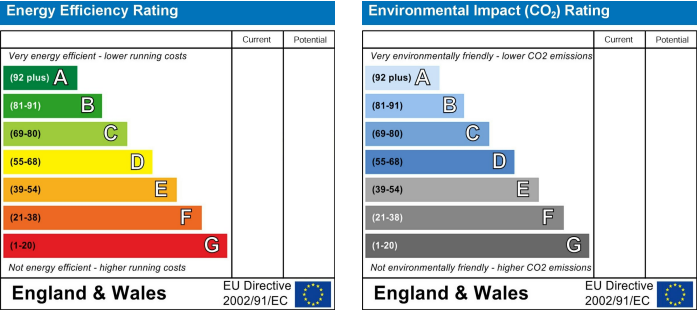 Energy Efficiency Rating
Current Potential
Very energy efficient - lower running costs
(92 plus) A
(81-91) B
(69-80) C
(55-68) D
(39-54) E
(21-38) F
(1-20) G
Not energy efficient - higher running costs
England & Wales
EU Directive
2002/91/EC
Environmental Impact (CO₂) Rating
Current Potential
Very environmentally friendly - lower CO2 emissions
(92 plus) A
(81-91) B
(69-80) C
(55-68) D
(39-54) E
(21-38) F
(1-20) G
Not environmentally friendly - higher CO2 emissions
England & Wales
EU Directive
2002/91/EC